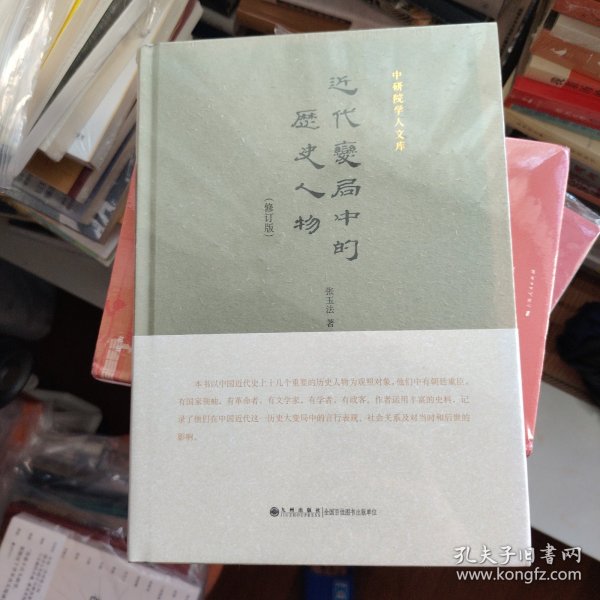 中研院学人文库
近代變局中的
歷史人物
(修订版)
张玉法 著
本书以中国近代史上十几个重要的历史人物为观照对象，他们中有朝廷重臣、
有国家领袖，有革命者、有文学家，有学者、有政客。作者运用丰富的史料，记
录了他们在中国近代这一历史大变局中的言行表现、社会关系及对当时和后世的
影响。
九州出版社
JIUZHOUPRESS
全国百佳图书出版单位
孔夫子旧书网
www.kongfz.com